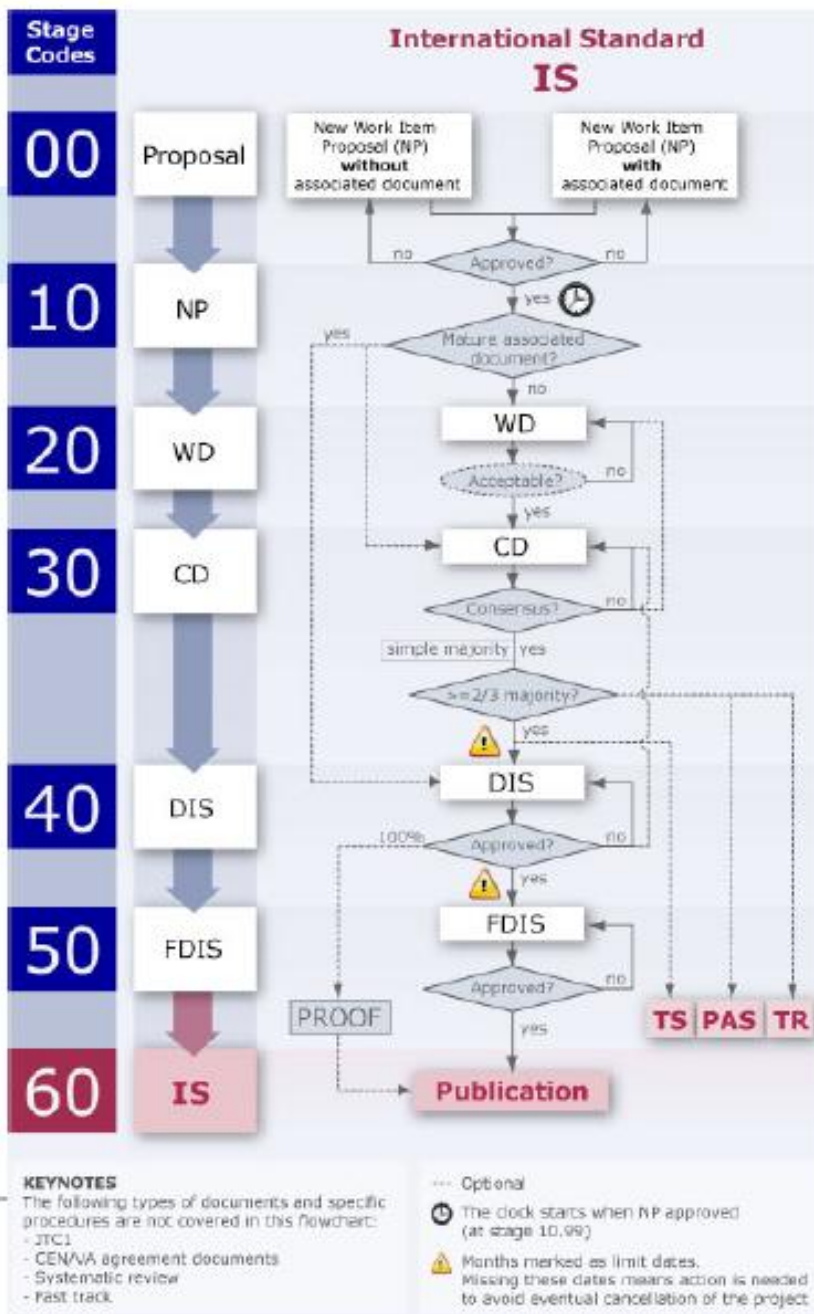 Stage
Codes
International Standard
IS
00
Proposal
New Work Item
Proposal (NP)
without
associated document
New Work Item
Proposal (NP)
with
associated document
no
Approved?
no
10
NP
yes
yes
Mature associated
document?
no
20
WD
WD
Acceptable?
no
yes
30
CD
CD
Consensus?
no
simple majority
yes
>=2/3 majority?
yes
40
DIS
DIS
100%
Approved?
no
yes
50
FDIS
FDIS
no
Approved?
PROOF
TS
PAS
TR
yes
60
IS
Publication
KEYNOTES
The following types of documents and specific
procedures are not covered in this flowchart:
- JTC1
- CEN/VA agreement documents
- Systematic review
- Fast track
--- Optional
The clock starts when NP approved
(at stage 10.99)
Months marked as limit dates.
Missing these dates means action is needed
to avoid eventual cancellation of the project